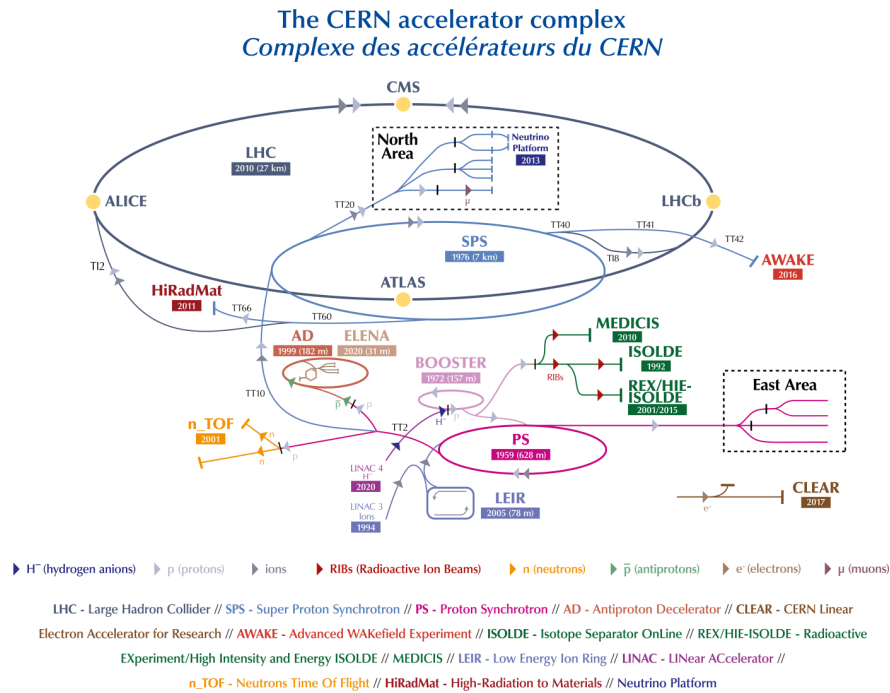 The CERN accelerator complex
Complexe des accélérateurs du CERN
CMS
North
Area
Neutrino
Platform
2013
LHC
2010 (27 km)
ALICE
TT20
μ
LHCb
SPS
1976 (7 km)
TT40
TT41
TT42
TI8
TI2
AWAKE
2016
ATLAS
HiRadMat
2011
TT66
TT60
AD
1999 (182 m)
ELENA
2020 (31 m)
MEDICIS
2010
BOOSTER
1972 (157 m)
ISOLDE
1992
RIBs
REX/HIE-
ISOLDE
2001/2015
East Area
TT10
p̅
p
TT2
H⁻
p
n_TOF
2001
n
n
p
PS
1959 (628 m)
LINAC 4
H⁻
2020
LINAC 3
Ions
1994
LEIR
2005 (78 m)
e⁻
CLEAR
2017
H⁻ (hydrogen anions) p (protons) ions RIBs (Radioactive Ion Beams) n (neutrons) p̅ (antiprotons) e⁻ (electrons) μ (muons)
LHC - Large Hadron Collider // SPS - Super Proton Synchrotron // PS - Proton Synchrotron // AD - Antiproton Decelerator // CLEAR - CERN Linear
Electron Accelerator for Research // AWAKE - Advanced WAKefield Experiment // ISOLDE - Isotope Separator OnLine // REX/HIE-ISOLDE - Radioactive
EXperiment/High Intensity and Energy ISOLDE // MEDICIS // LEIR - Low Energy Ion Ring // LINAC - LINear ACcelerator //
n_TOF - Neutrons Time Of Flight // HiRadMat - High-Radiation to Materials // Neutrino Platform